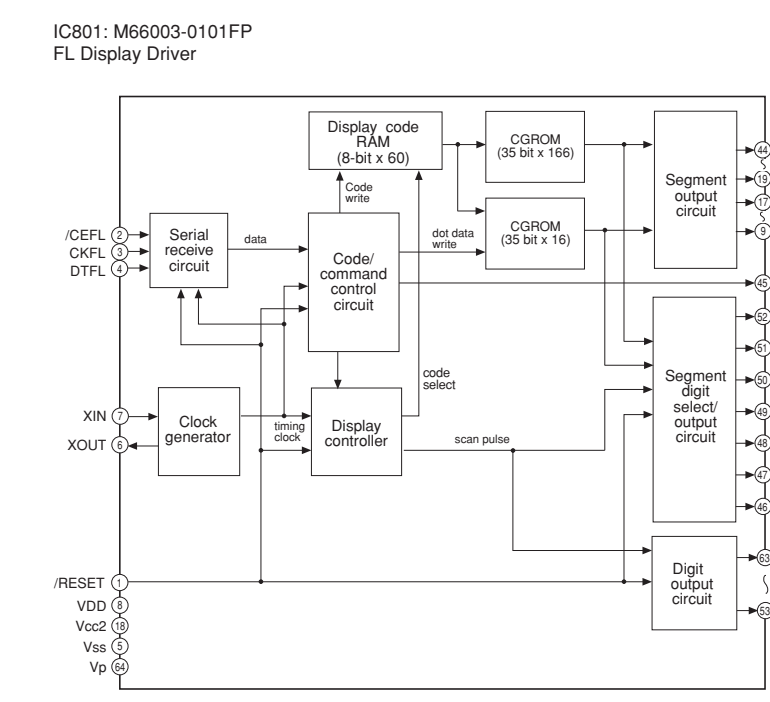 IC801: M66003-0101FP
FL Display Driver
Display code
RAM
(8-bit x 60)
CGROM
(35 bit x 166)
Segment
output
circuit
44
19
17
9
Code
write
/CEFL 2
CKFL 3
DTFL 4
Serial
receive
circuit
data
Code/
command
control
circuit
dot data
write
CGROM
(35 bit x 16)
45
52
51
50
49
48
47
46
Segment
digit
select/
output
circuit
code
select
XIN 7
XOUT 6
Clock
generator
timing
clock
Display
controller
scan pulse
/RESET 1
VDD 8
Vcc2 18
Vss 5
Vp 64
Digit
output
circuit
63
53